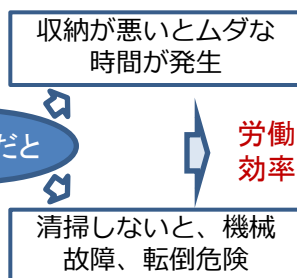 収納が悪いとムダな
時間が発生
だと
労働
効率
清掃しないと、機械
故障、転倒危険